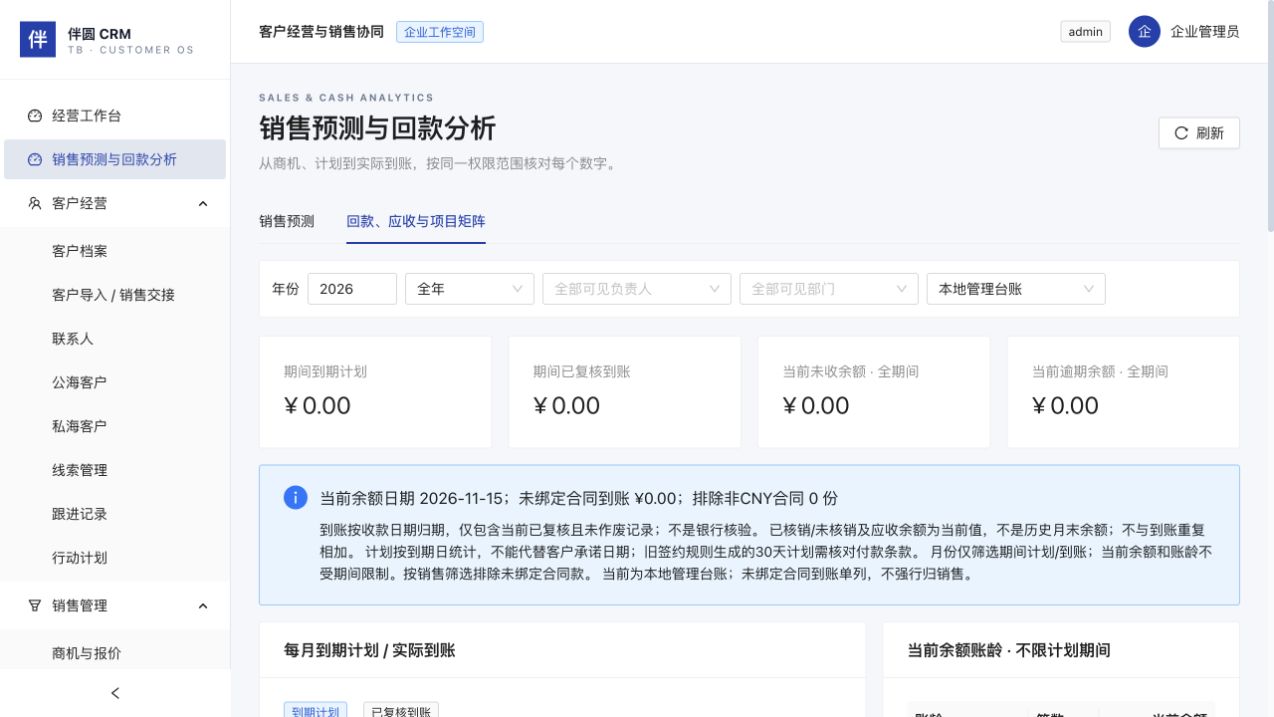 伴
伴圆 CRM
TB · CUSTOMER OS
客户经营与销售协同
企业工作空间
admin
企
企业管理员
经营工作台
销售预测与回款分析
客户经营
客户档案
客户导入 / 销售交接
联系人
公海客户
私海客户
线索管理
跟进记录
行动计划
销售管理
商机与报价
SALES & CASH ANALYTICS
销售预测与回款分析
从商机、计划到实际到账，按同一权限范围核对每个数字。
刷新
销售预测
回款、应收与项目矩阵
年份
2026
全年
全部可见负责人
全部可见部门
本地管理台账
期间到期计划
¥ 0.00
期间已复核到账
¥ 0.00
当前未收余额 · 全期间
¥ 0.00
当前逾期余额 · 全期间
¥ 0.00
当前余额日期 2026-11-15；未绑定合同到账 ¥0.00；排除非CNY合同 0 份
到账按收款日期归期，仅包含当前已复核且未作废记录；不是银行核验。 已核销/未核销及应收余额为当前值，不是历史月末余额；不与到账重复
相加。 计划按到期日统计，不能代替客户承诺日期；旧签约规则生成的30天计划需核对付款条款。 月份仅筛选期间计划/到账；当前余额和账龄不
受期间限制。按销售筛选排除未绑定合同款。 当前为本地管理台账；未绑定合同到账单列，不强行归销售。
每月到期计划 / 实际到账
到期计划
已复核到账
当前余额账龄 · 不限计划期间
账龄
笔数
当前金额